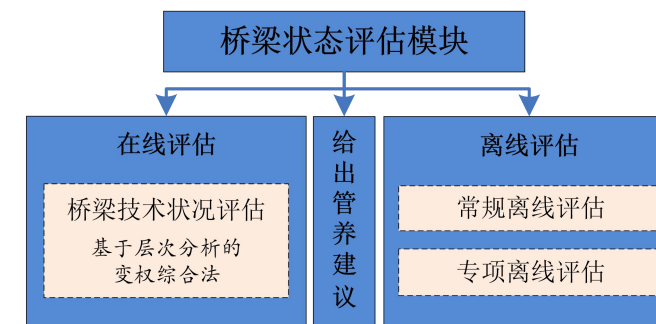 桥梁状态评估模块
在线评估
桥梁技术状况评估
基于层次分析的
变权综合法
给出管养建议
离线评估
常规离线评估
专项离线评估